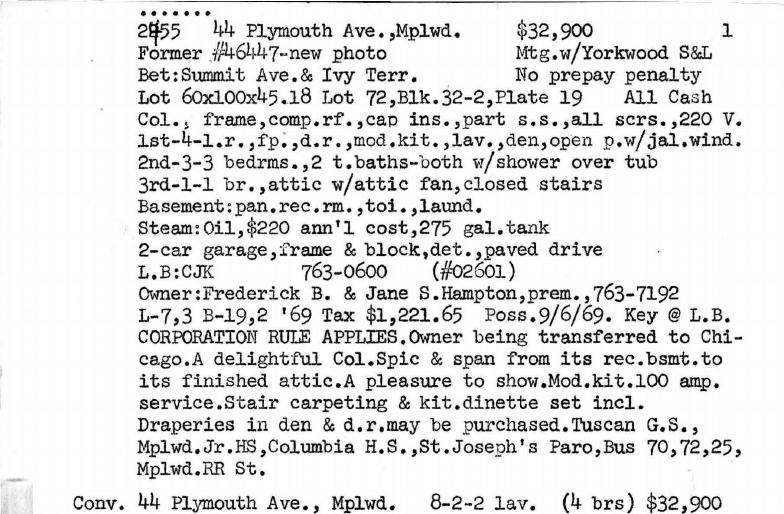 2455 44 Plymouth Ave.,Mplwd. $32,900 1
Former #46447-new photo Mtg.w/Yorkwood S&L
Bet:Summit Ave.& Ivy Terr. No prepay penalty
Lot 60x100x45.18 Lot 72,Blk.32-2,Plate 19 All Cash
Col., frame,comp.rf.,cap ins.,part s.s.,all scrs.,220 V.
1st-4-l.r.,fp.,d.r.,mod.kit.,lav.,den,open p.w/jal.wind.
2nd-3-3 bedrms.,2 t.baths-both w/shower over tub
3rd-1-1 br.,attic w/attic fan,closed stairs
Basement:pan.rec.rm.,toi.,laund.
Steam:Oil,$220 ann'l cost,275 gal.tank
2-car garage,frame & block,det.,paved drive
L.B:CJK 763-0600 (#02601)
Owner:Frederick B. & Jane S.Hampton,prem.,763-7192
L-7,3 B-19,2 '69 Tax $1,221.65 Poss.9/6/69. Key @ L.B.
CORPORATION RULE APPLIES.Owner being transferred to Chi-
cago.A delightful Col.Spic & span from its rec.bsmt.to
its finished attic.A pleasure to show.Mod.kit.100 amp.
service.Stair carpeting & kit.dinette set incl.
Draperies in den & d.r.may be purchased.Tuscan G.S.,
Mplwd.Jr.HS,Columbia H.S.,St.Joseph's Paro,Bus 70,72,25,
Mplwd.RR St.
Conv. 44 Plymouth Ave., Mplwd. 8-2-2 lav. (4 brs) $32,900